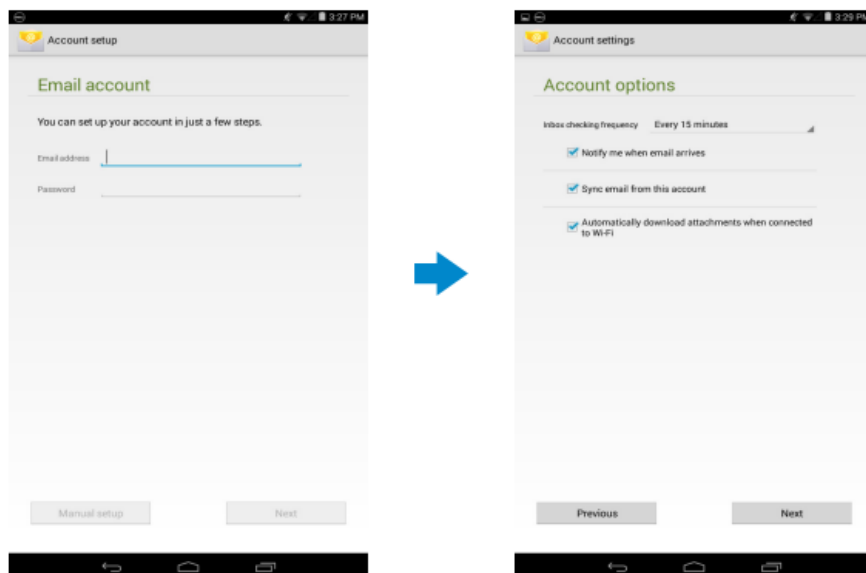 3:27 PM
Account setup
Email account
You can set up your account in just a few steps.
Email address
Password
Manual setup
Next
3:29 PM
Account settings
Account options
Inbox checking frequency Every 15 minutes
Notify me when email arrives
Sync email from this account
Automatically download attachments when connected
to Wi-Fi
Previous
Next